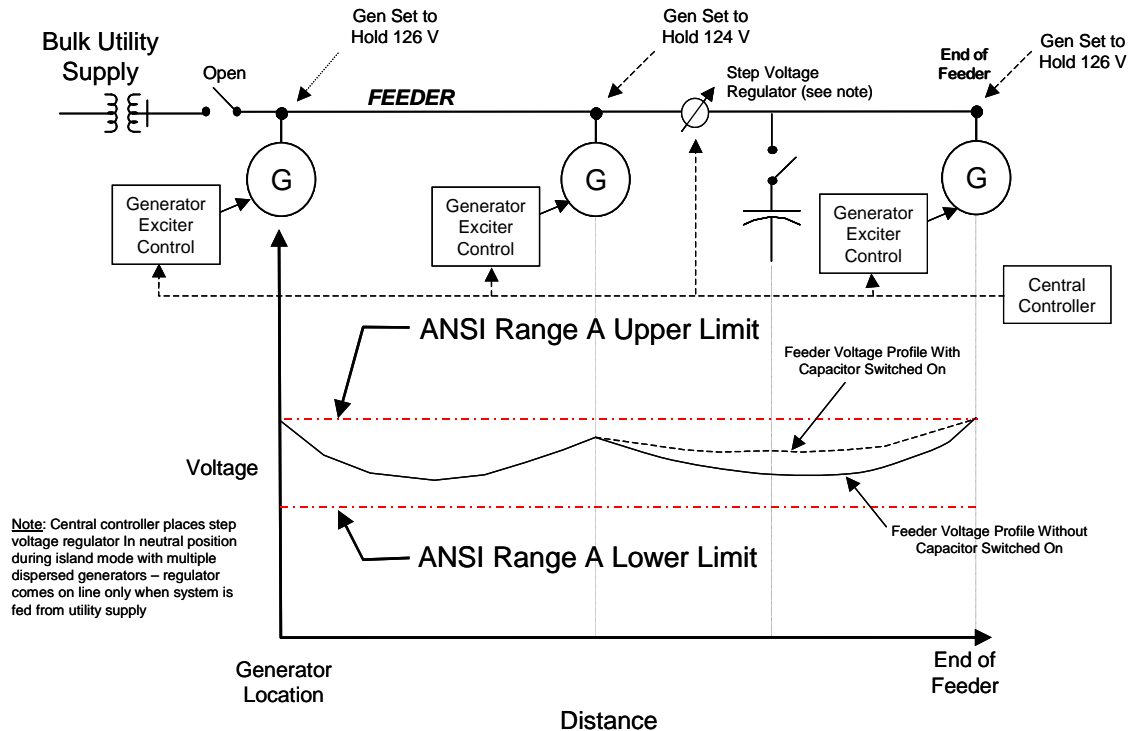 Gen Set to
Hold 126 V
Gen Set to
Hold 124 V
Gen Set to
Hold 126 V
Bulk Utility
Supply
Open
FEEDER
Step Voltage
Regulator (see note)
End of
Feeder
G
G
G
Generator
Exciter
Control
Generator
Exciter
Control
Generator
Exciter
Control
Central
Controller
ANSI Range A Upper Limit
Feeder Voltage Profile With
Capacitor Switched On
Voltage
Note: Central controller places step
voltage regulator In neutral position
during island mode with multiple
dispersed generators – regulator
comes on line only when system is
fed from utility supply
ANSI Range A Lower Limit
Feeder Voltage Profile Without
Capacitor Switched On
Generator
Location
End of
Feeder
Distance